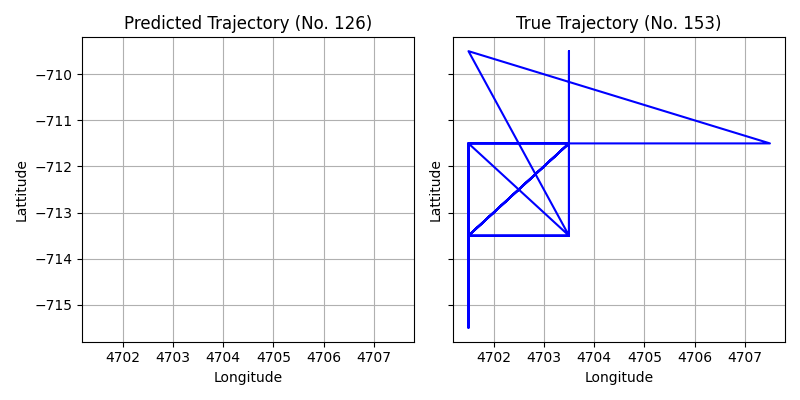 Predicted Trajectory (No. 126)
True Trajectory (No. 153)
Lattitude
−710
−711
−712
−713
−714
−715
4702 4703 4704 4705 4706 4707
Longitude
Lattitude
4702 4703 4704 4705 4706 4707
Longitude